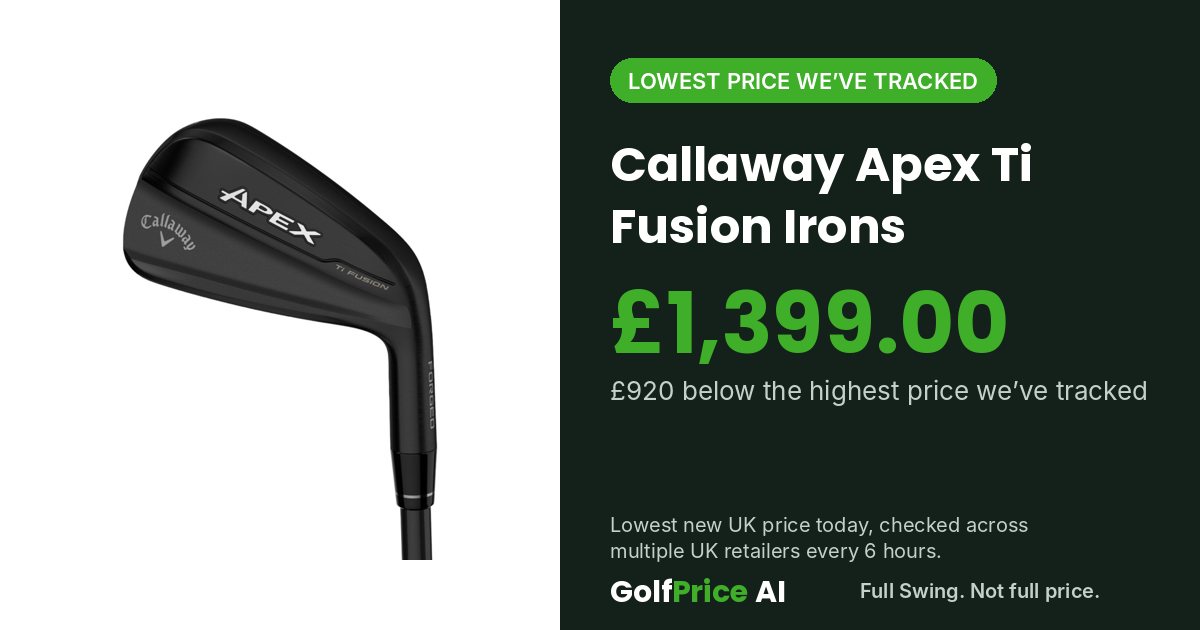 APEX
Callaway
Ti FUSION
FORGED
LOWEST PRICE WE’VE TRACKED
Callaway Apex Ti
Fusion Irons
£1,399.00
£920 below the highest price we’ve tracked
Lowest new UK price today, checked across
multiple UK retailers every 6 hours.
GolfPrice AI
Full Swing. Not full price.